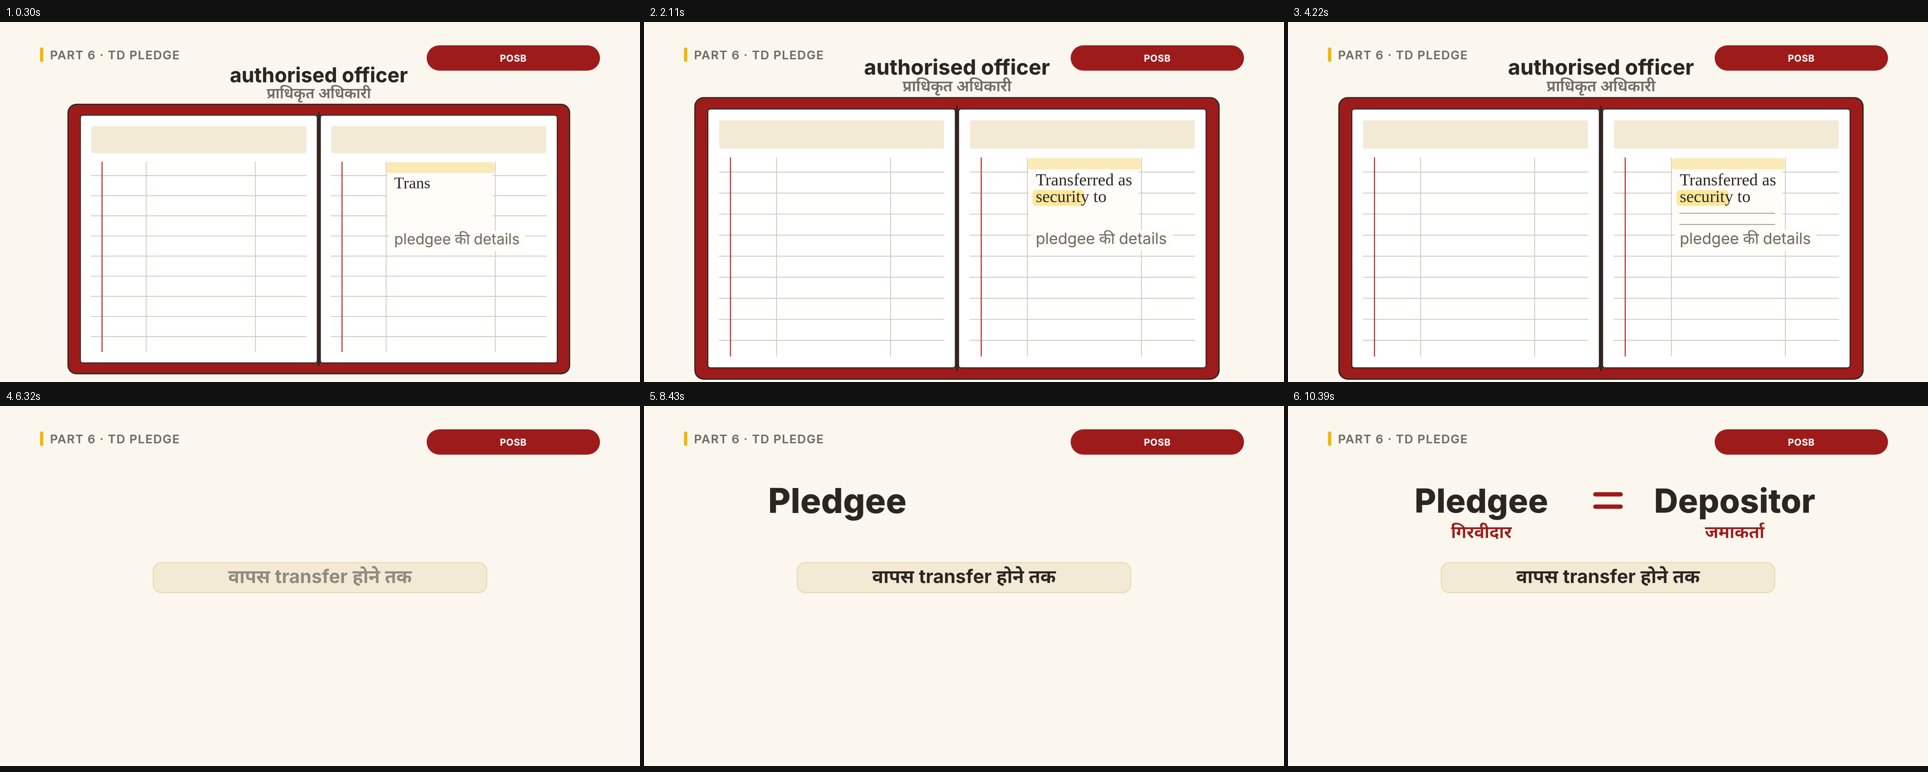 1. 0.30s
PART 6 · TD PLEDGE
POSB
authorised officer
प्राधिकृत अधिकारी
Trans
pledgee की details
2. 2.11s
PART 6 · TD PLEDGE
POSB
authorised officer
प्राधिकृत अधिकारी
Transferred as
security to
pledgee की details
3. 4.22s
PART 6 · TD PLEDGE
POSB
authorised officer
प्राधिकृत अधिकारी
Transferred as
security to
pledgee की details
4. 6.32s
PART 6 · TD PLEDGE
POSB
वापस transfer होने तक
5. 8.43s
PART 6 · TD PLEDGE
POSB
Pledgee
वापस transfer होने तक
6. 10.39s
PART 6 · TD PLEDGE
POSB
Pledgee = Depositor
गिरवीदार जमाकर्ता
वापस transfer होने तक